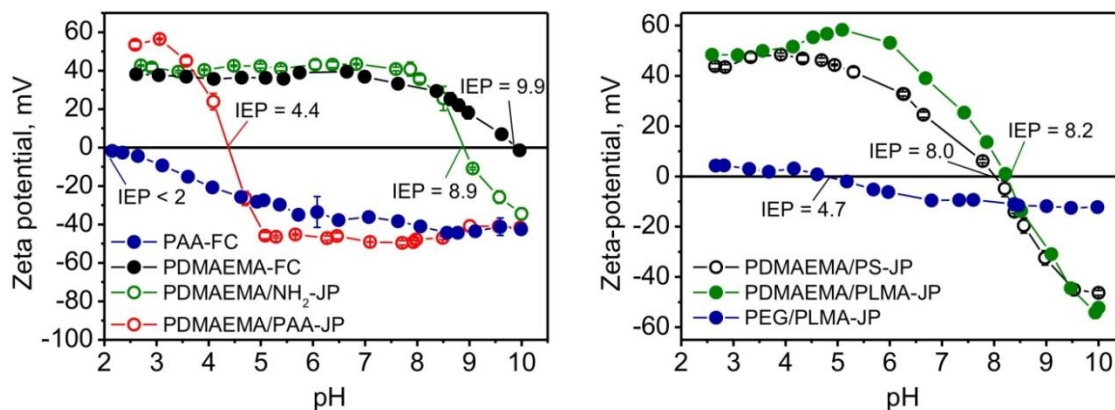 Zeta potential, mV
60
40
20
0
-20
-40
-60
-80
-100
IEP = 4.4
IEP = 9.9
IEP < 2
IEP = 8.9
PAA-FC
PDMAEMA-FC
PDMAEMA/NH₂-JP
PDMAEMA/PAA-JP
2 3 4 5 6 7 8 9 10
pH
Zeta-potential, mV
60
40
20
0
-20
-40
-60
IEP = 8.2
IEP = 8.0
IEP = 4.7
PDMAEMA/PS-JP
PDMAEMA/PLMA-JP
PEG/PLMA-JP
2 3 4 5 6 7 8 9 10
pH